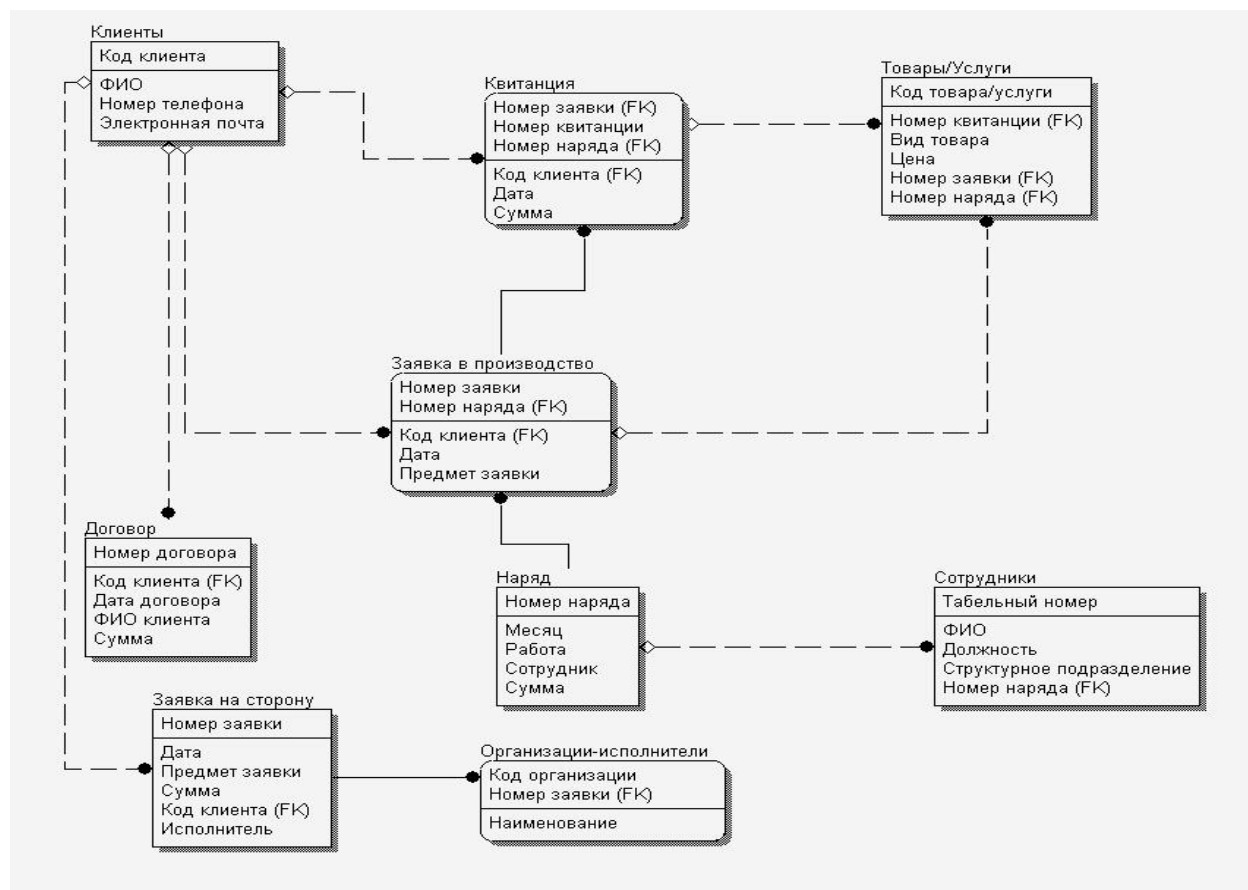 Клиенты
Код клиента
ФИО
Номер телефона
Электронная почта
Квитанция
Номер заявки (FK)
Номер квитанции
Номер наряда (FK)
Код клиента (FK)
Дата
Сумма
Товары/Услуги
Код товара/услуги
Номер квитанции (FK)
Вид товара
Цена
Номер заявки (FK)
Номер наряда (FK)
Заявка в производство
Номер заявки
Номер наряда (FK)
Код клиента (FK)
Дата
Предмет заявки
Договор
Номер договора
Код клиента (FK)
Дата договора
ФИО клиента
Сумма
Наряд
Номер наряда
Месяц
Работа
Сотрудник
Сумма
Сотрудники
Табельный номер
ФИО
Должность
Структурное подразделение
Номер наряда (FK)
Заявка на сторону
Номер заявки
Дата
Предмет заявки
Сумма
Код клиента (FK)
Исполнитель
Организации-исполнители
Код организации
Номер заявки (FK)
Наименование